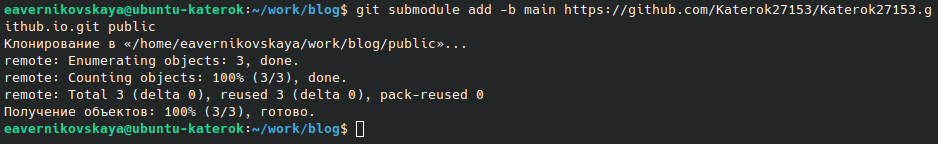 eavernikovskaya@ubuntu-katerok:~/work/blog$ git submodule add -b main https://github.com/Katerok27153/Katerok27153.g
ithub.io.git public
Клонирование в «/home/eavernikovskaya/work/blog/public»...
remote: Enumerating objects: 3, done.
remote: Counting objects: 100% (3/3), done.
remote: Total 3 (delta 0), reused 3 (delta 0), pack-reused 0
Получение объектов: 100% (3/3), готово.
eavernikovskaya@ubuntu-katerok:~/work/blog$